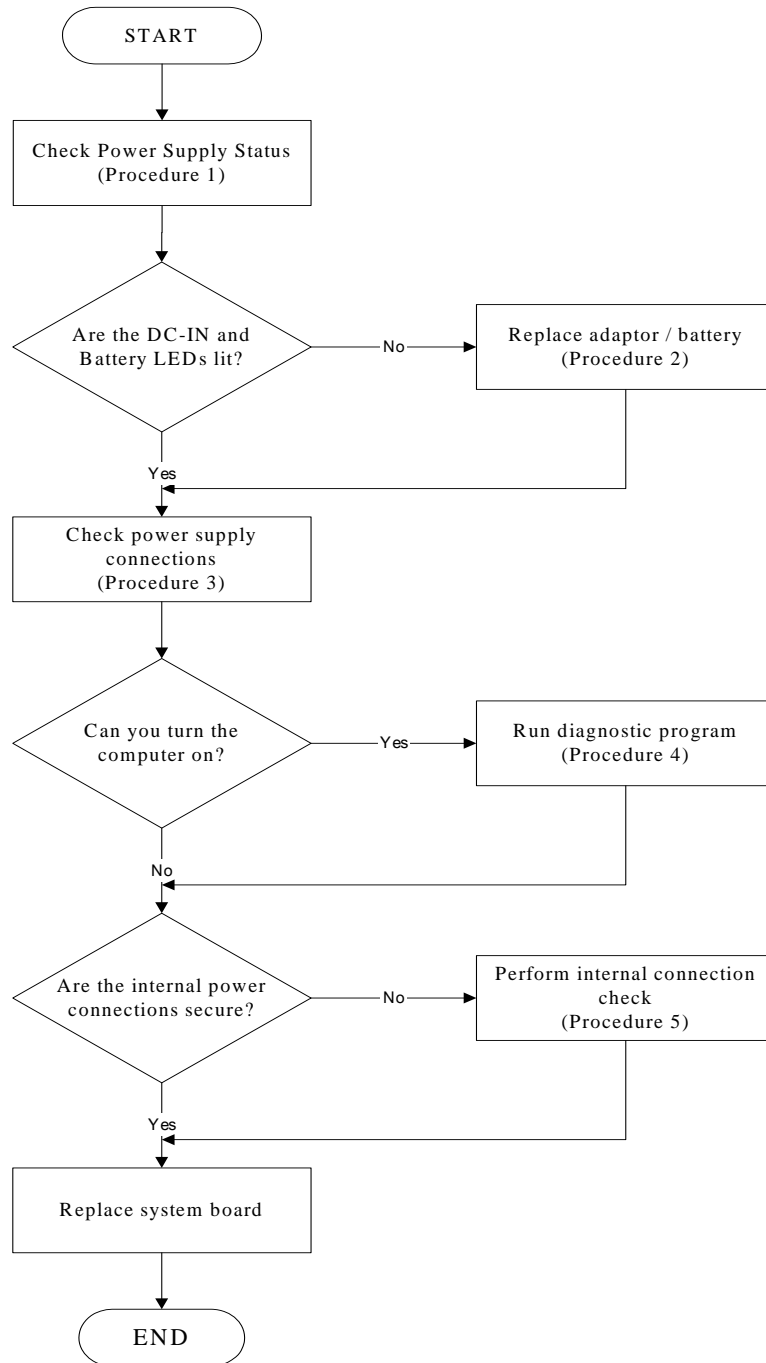 START
Check Power Supply Status
(Procedure 1)
Are the DC-IN and
Battery LEDs lit?
No
Replace adaptor / battery
(Procedure 2)
Yes
Check power supply
connections
(Procedure 3)
Can you turn the
computer on?
Yes
Run diagnostic program
(Procedure 4)
No
Are the internal power
connections secure?
No
Perform internal connection
check
(Procedure 5)
Yes
Replace system board
END